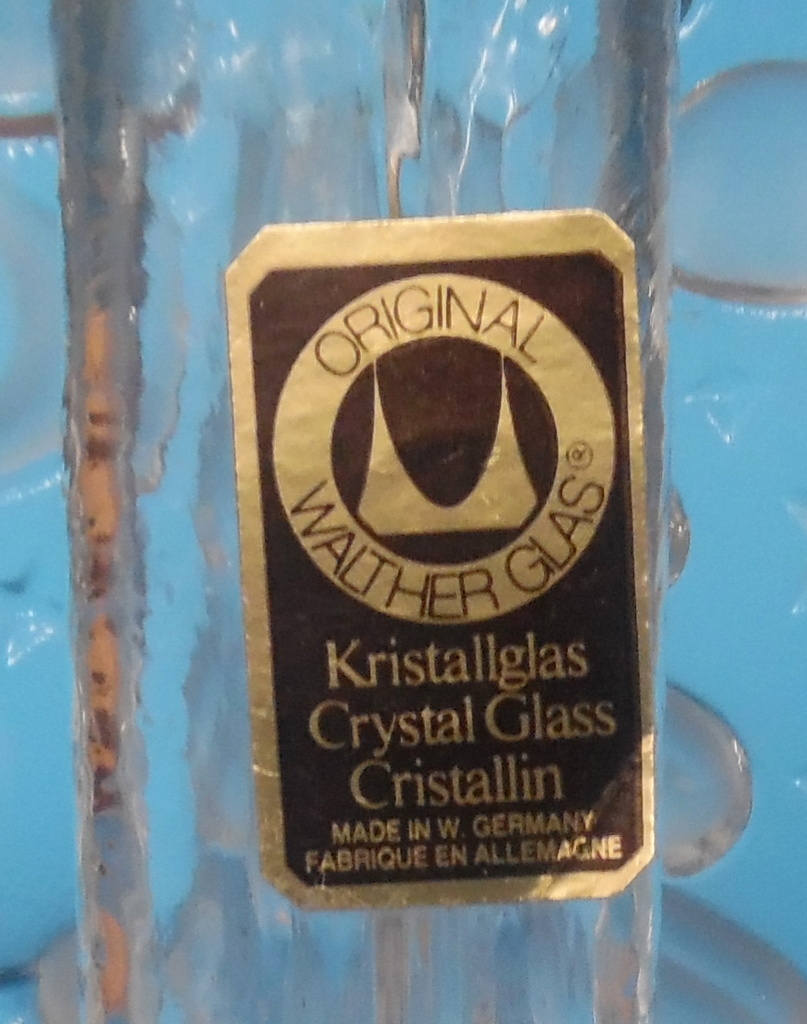 ORIGINAL
WALTHER GLAS®
Kristallglas
Crystal Glass
Cristallin
MADE IN W. GERMANY
FABRIQUE EN ALLEMAGNE